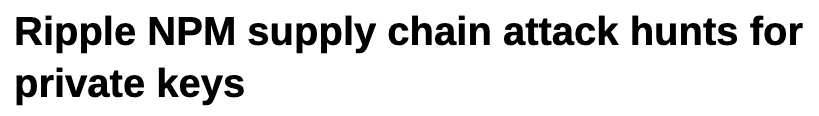 Ripple NPM supply chain attack hunts for
private keys